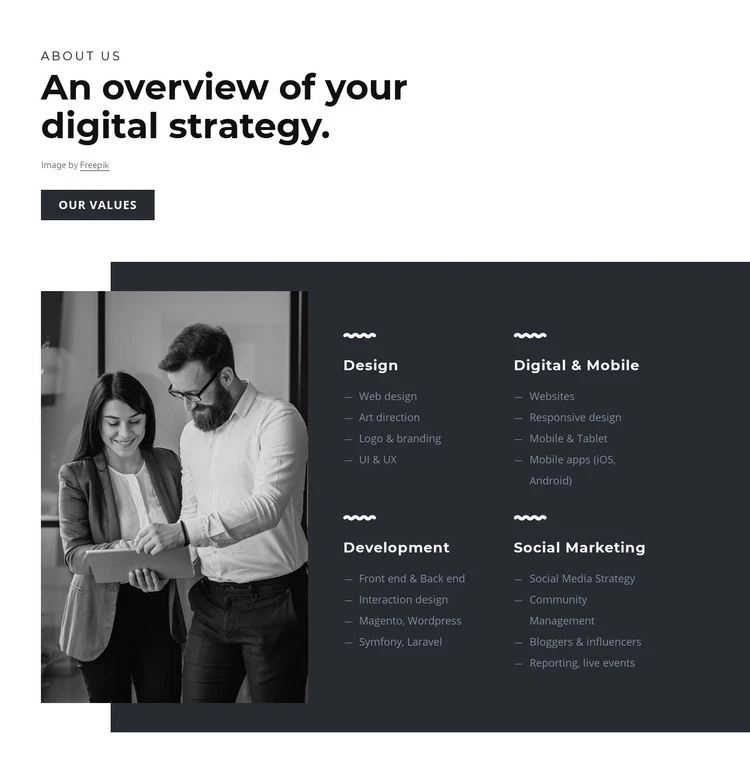 ABOUT US
An overview of your
digital strategy.
Image by Freepik
OUR VALUES
Design
— Web design
— Art direction
— Logo & branding
— UI & UX
Digital & Mobile
— Websites
— Responsive design
— Mobile & Tablet
— Mobile apps (iOS,
Android)
Development
— Front end & Back end
— Interaction design
— Magento, Wordpress
— Symfony, Laravel
Social Marketing
— Social Media Strategy
— Community
Management
— Bloggers & influencers
— Reporting, live events